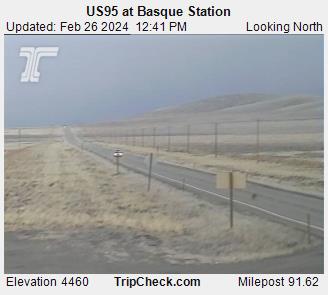 US95 at Basque Station
Updated: Feb 26 2024 12:41 PM Looking North
Elevation 4460 TripCheck.com Milepost 91.62